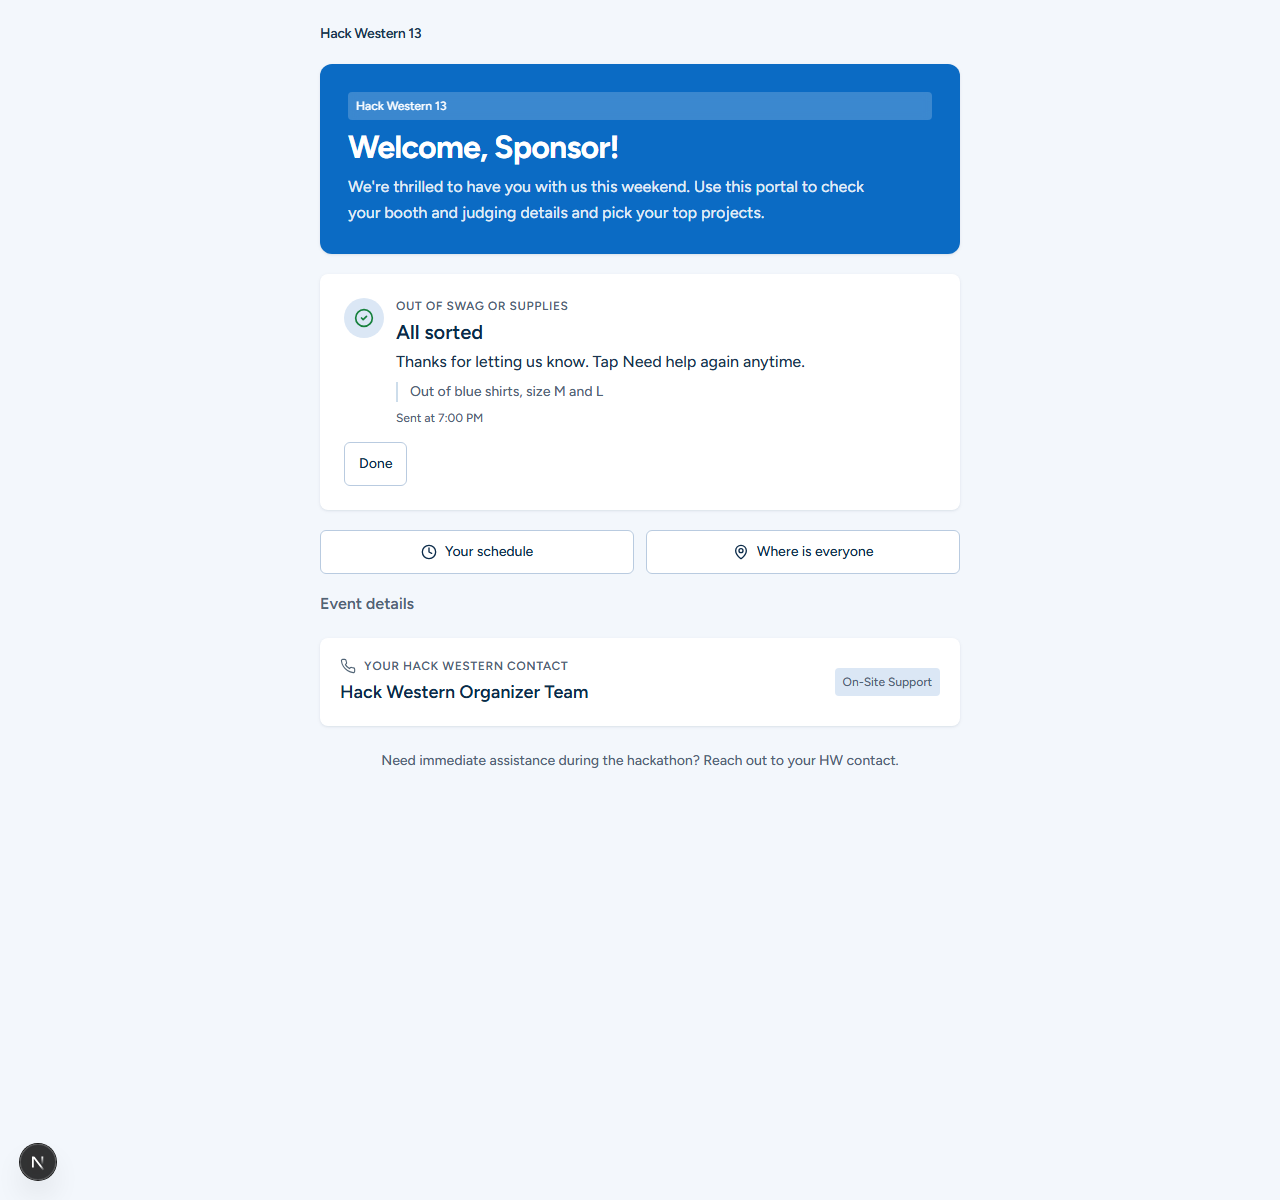 Hack Western 13
Hack Western 13
Welcome, Sponsor!
We're thrilled to have you with us this weekend. Use this portal to check
your booth and judging details and pick your top projects.
OUT OF SWAG OR SUPPLIES
All sorted
Thanks for letting us know. Tap Need help again anytime.
Out of blue shirts, size M and L
Sent at 7:00 PM
Done
Your schedule
Where is everyone
Event details
YOUR HACK WESTERN CONTACT
Hack Western Organizer Team
On-Site Support
Need immediate assistance during the hackathon? Reach out to your HW contact.
N